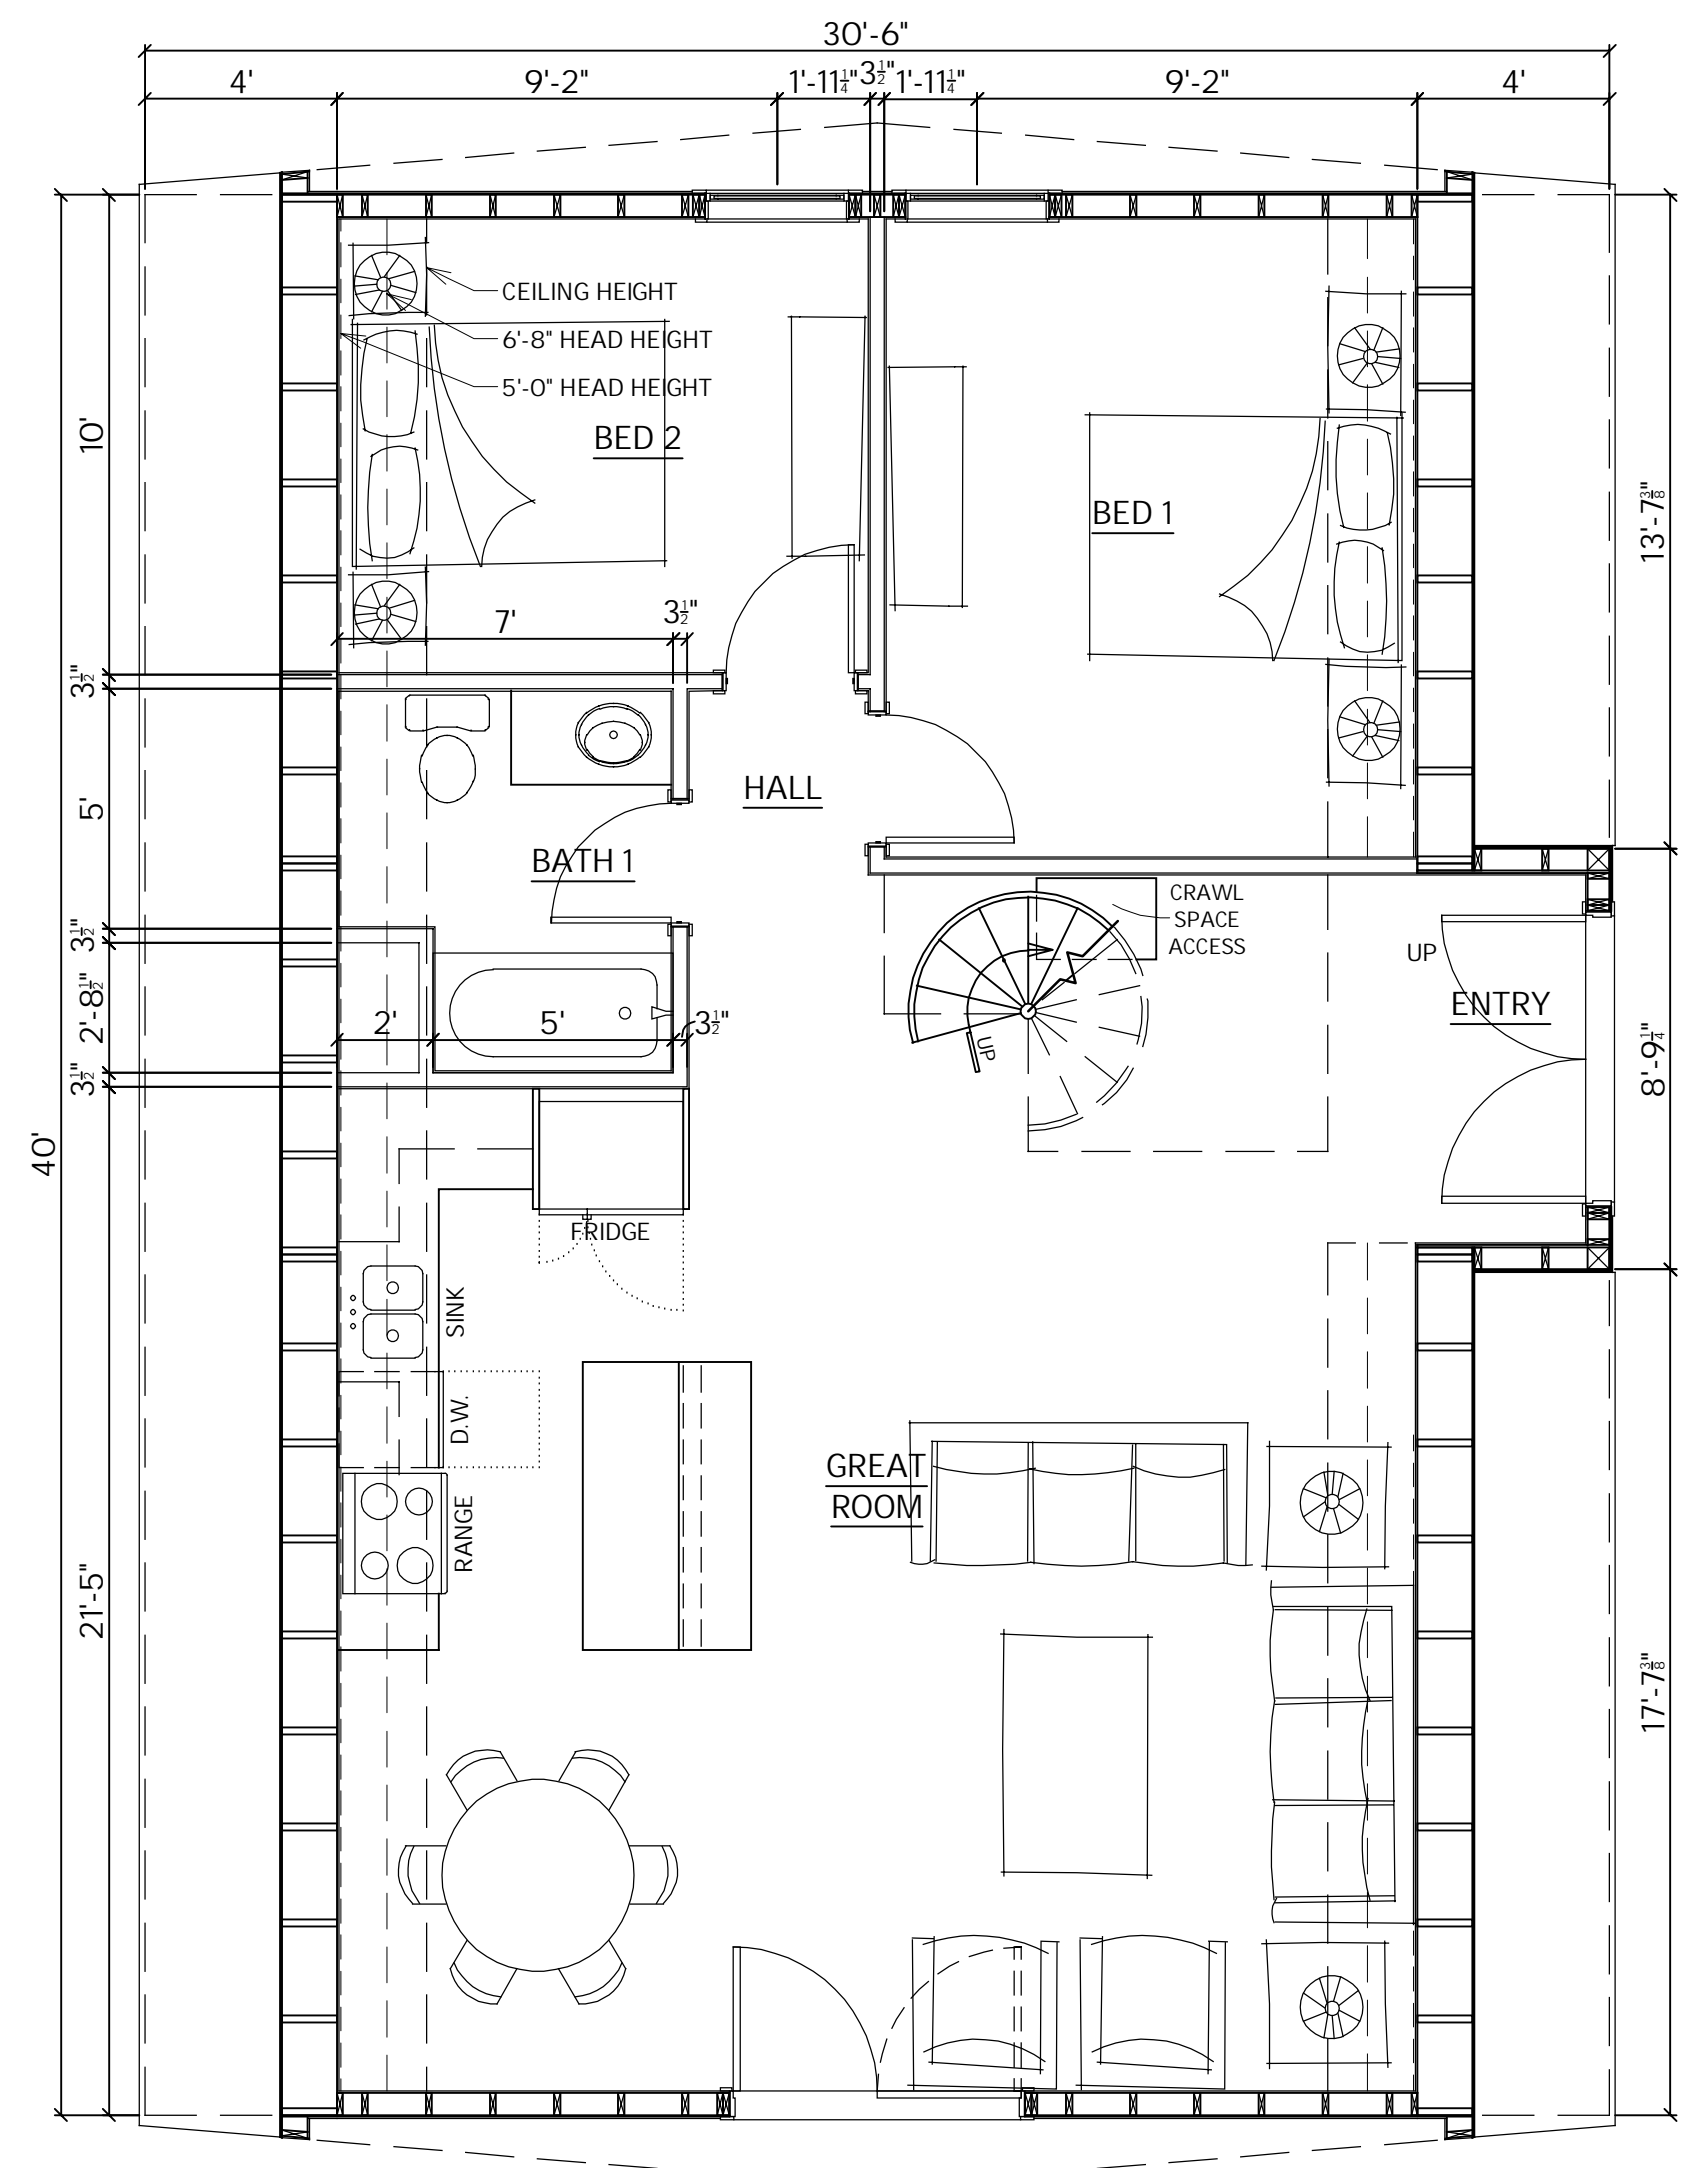 30'-6"
4'
9'-2"
1'-11¼"
3½"
1'-11¼"
9'-2"
4'
CEILING HEIGHT
6'-8" HEAD HEIGHT
5'-0" HEAD HEIGHT
BED 2
10'
BED 1
13'-7⅜"
7'
3½"
3½"
HALL
5'
BATH 1
CRAWL
SPACE
ACCESS
UP
ENTRY
3½"
2'-8½"
2'
5'
3½"
UP
3½"
8'-9¼"
40'
FRIDGE
SINK
D.W.
GREAT
ROOM
RANGE
21'-5"
17'-7⅜"